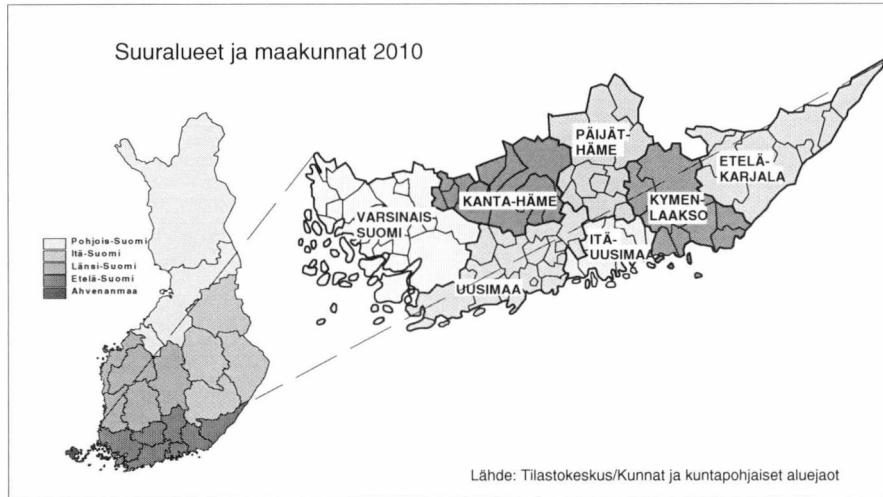 Suuralueet ja maakunnat 2010
Pohjois-Suomi
Itä-Suomi
Länsi-Suomi
Etelä-Suomi
Ahvenanmaa
PÄIJÄT-
HÄME
ETELÄ-
KARJALA
KANTA-HÄME
KYMEN-
LAAKSO
VARSINAIS
SUOMI
ITÄ-
UUSIMAA
UUSIMAA
Lähde: Tilastokeskus/Kunnat ja kuntapohjaiset aluejaot